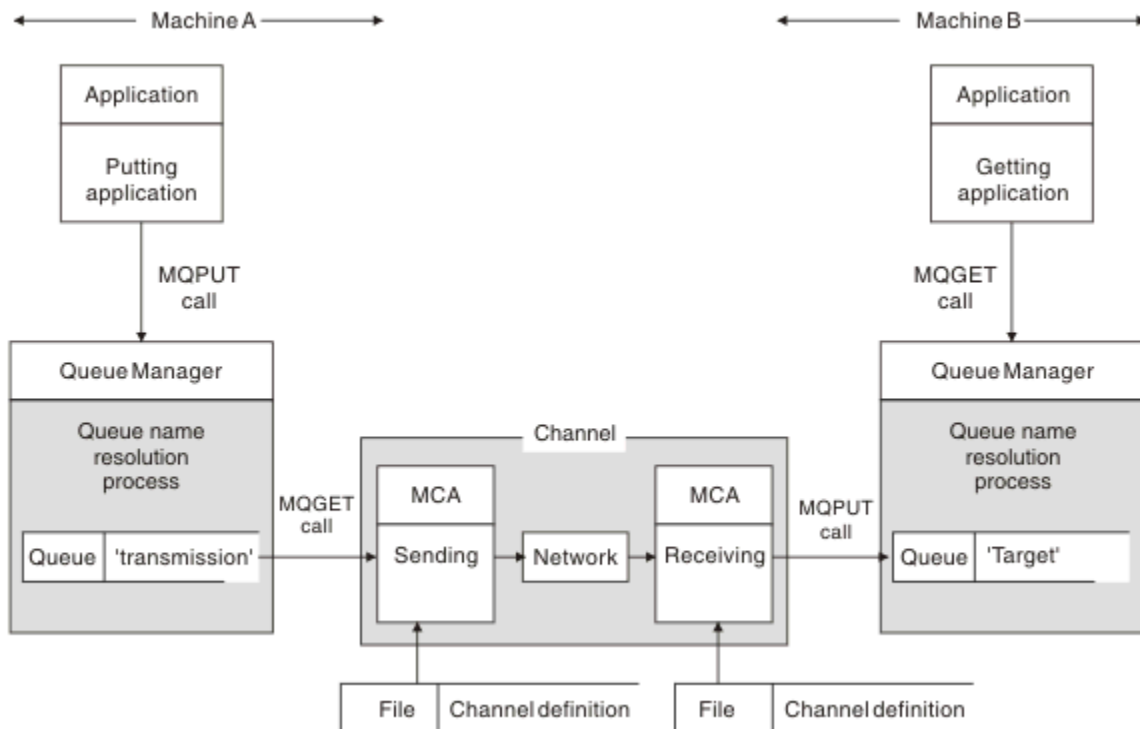 Machine A
Machine B
Application
Putting
application
Application
Getting
application
MQPUT
call
MQGET
call
Queue Manager
Queue name
resolution
process
Queue
'transmission'
MQGET
call
Channel
MCA
Sending
Network
MCA
Receiving
MQPUT
call
Queue Manager
Queue name
resolution
process
Queue
'Target'
File
Channel definition
File
Channel definition